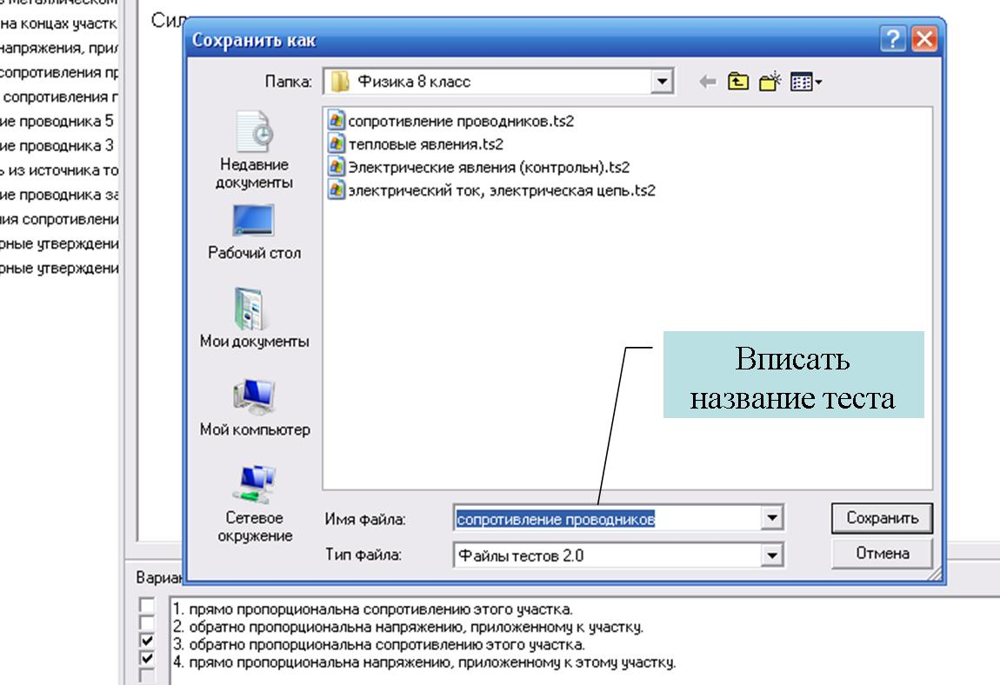 в металлическом
на концах участк
напряжения, прил
сопротивления пр
сопротивления п
ие проводника 5
ие проводника 3
ь из источника то
ие проводника за
ия сопротивлени
рные утверждени
рные утверждени
Сил
Сохранить как
Папка:
Физика 8 класс
Недавние
документы
Рабочий стол
Мои документы
Мой компьютер
Сетевое
окружение
сопротивление проводников.ts2
тепловые явления.ts2
Электрические явления (контрольн).ts2
электрический ток, электрическая цепь.ts2
Вписать
название теста
Имя файла:
сопротивление проводников
Сохранить
Тип файла:
Файлы тестов 2.0
Отмена
Вариан
1. прямо пропорциональна сопротивлению этого участка.
2. обратно пропорциональна напряжению, приложенному к участку.
3. обратно пропорциональна сопротивлению этого участка.
4. прямо пропорциональна напряжению, приложенному к этому участку.